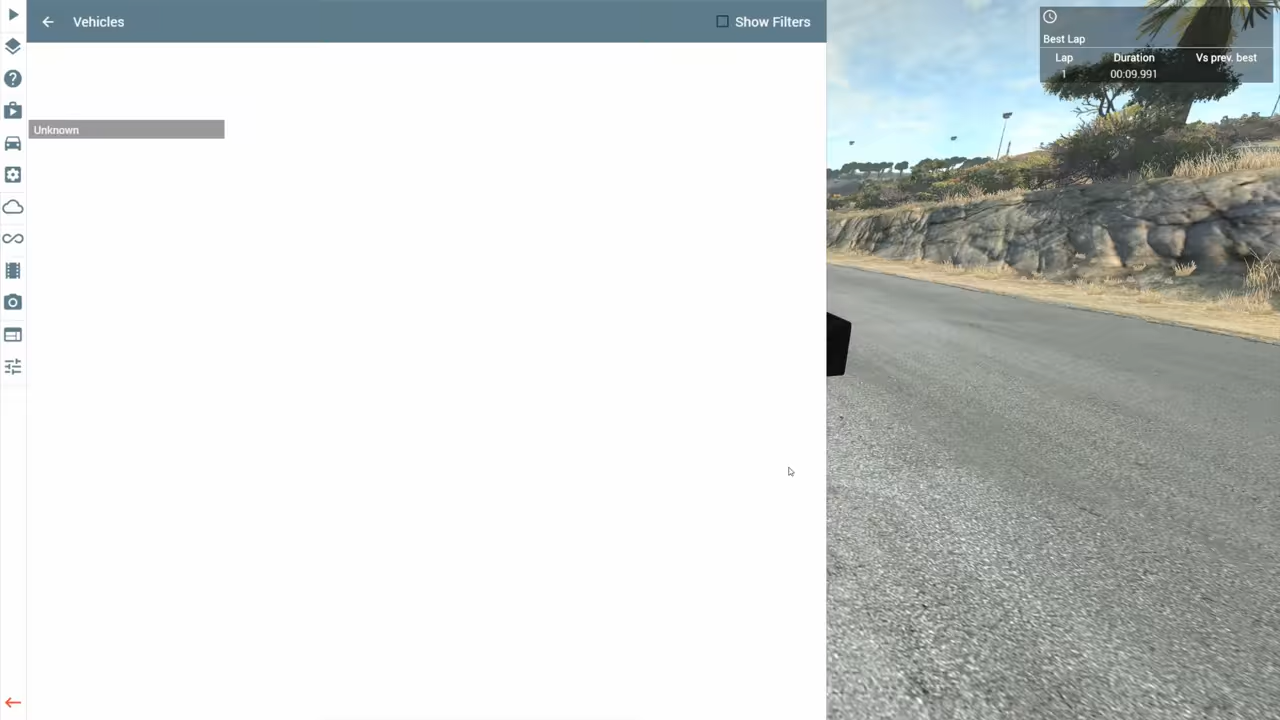 Vehicles
Show Filters
Best Lap
Lap Duration Vs prev. best
1 00:09.991
Unknown